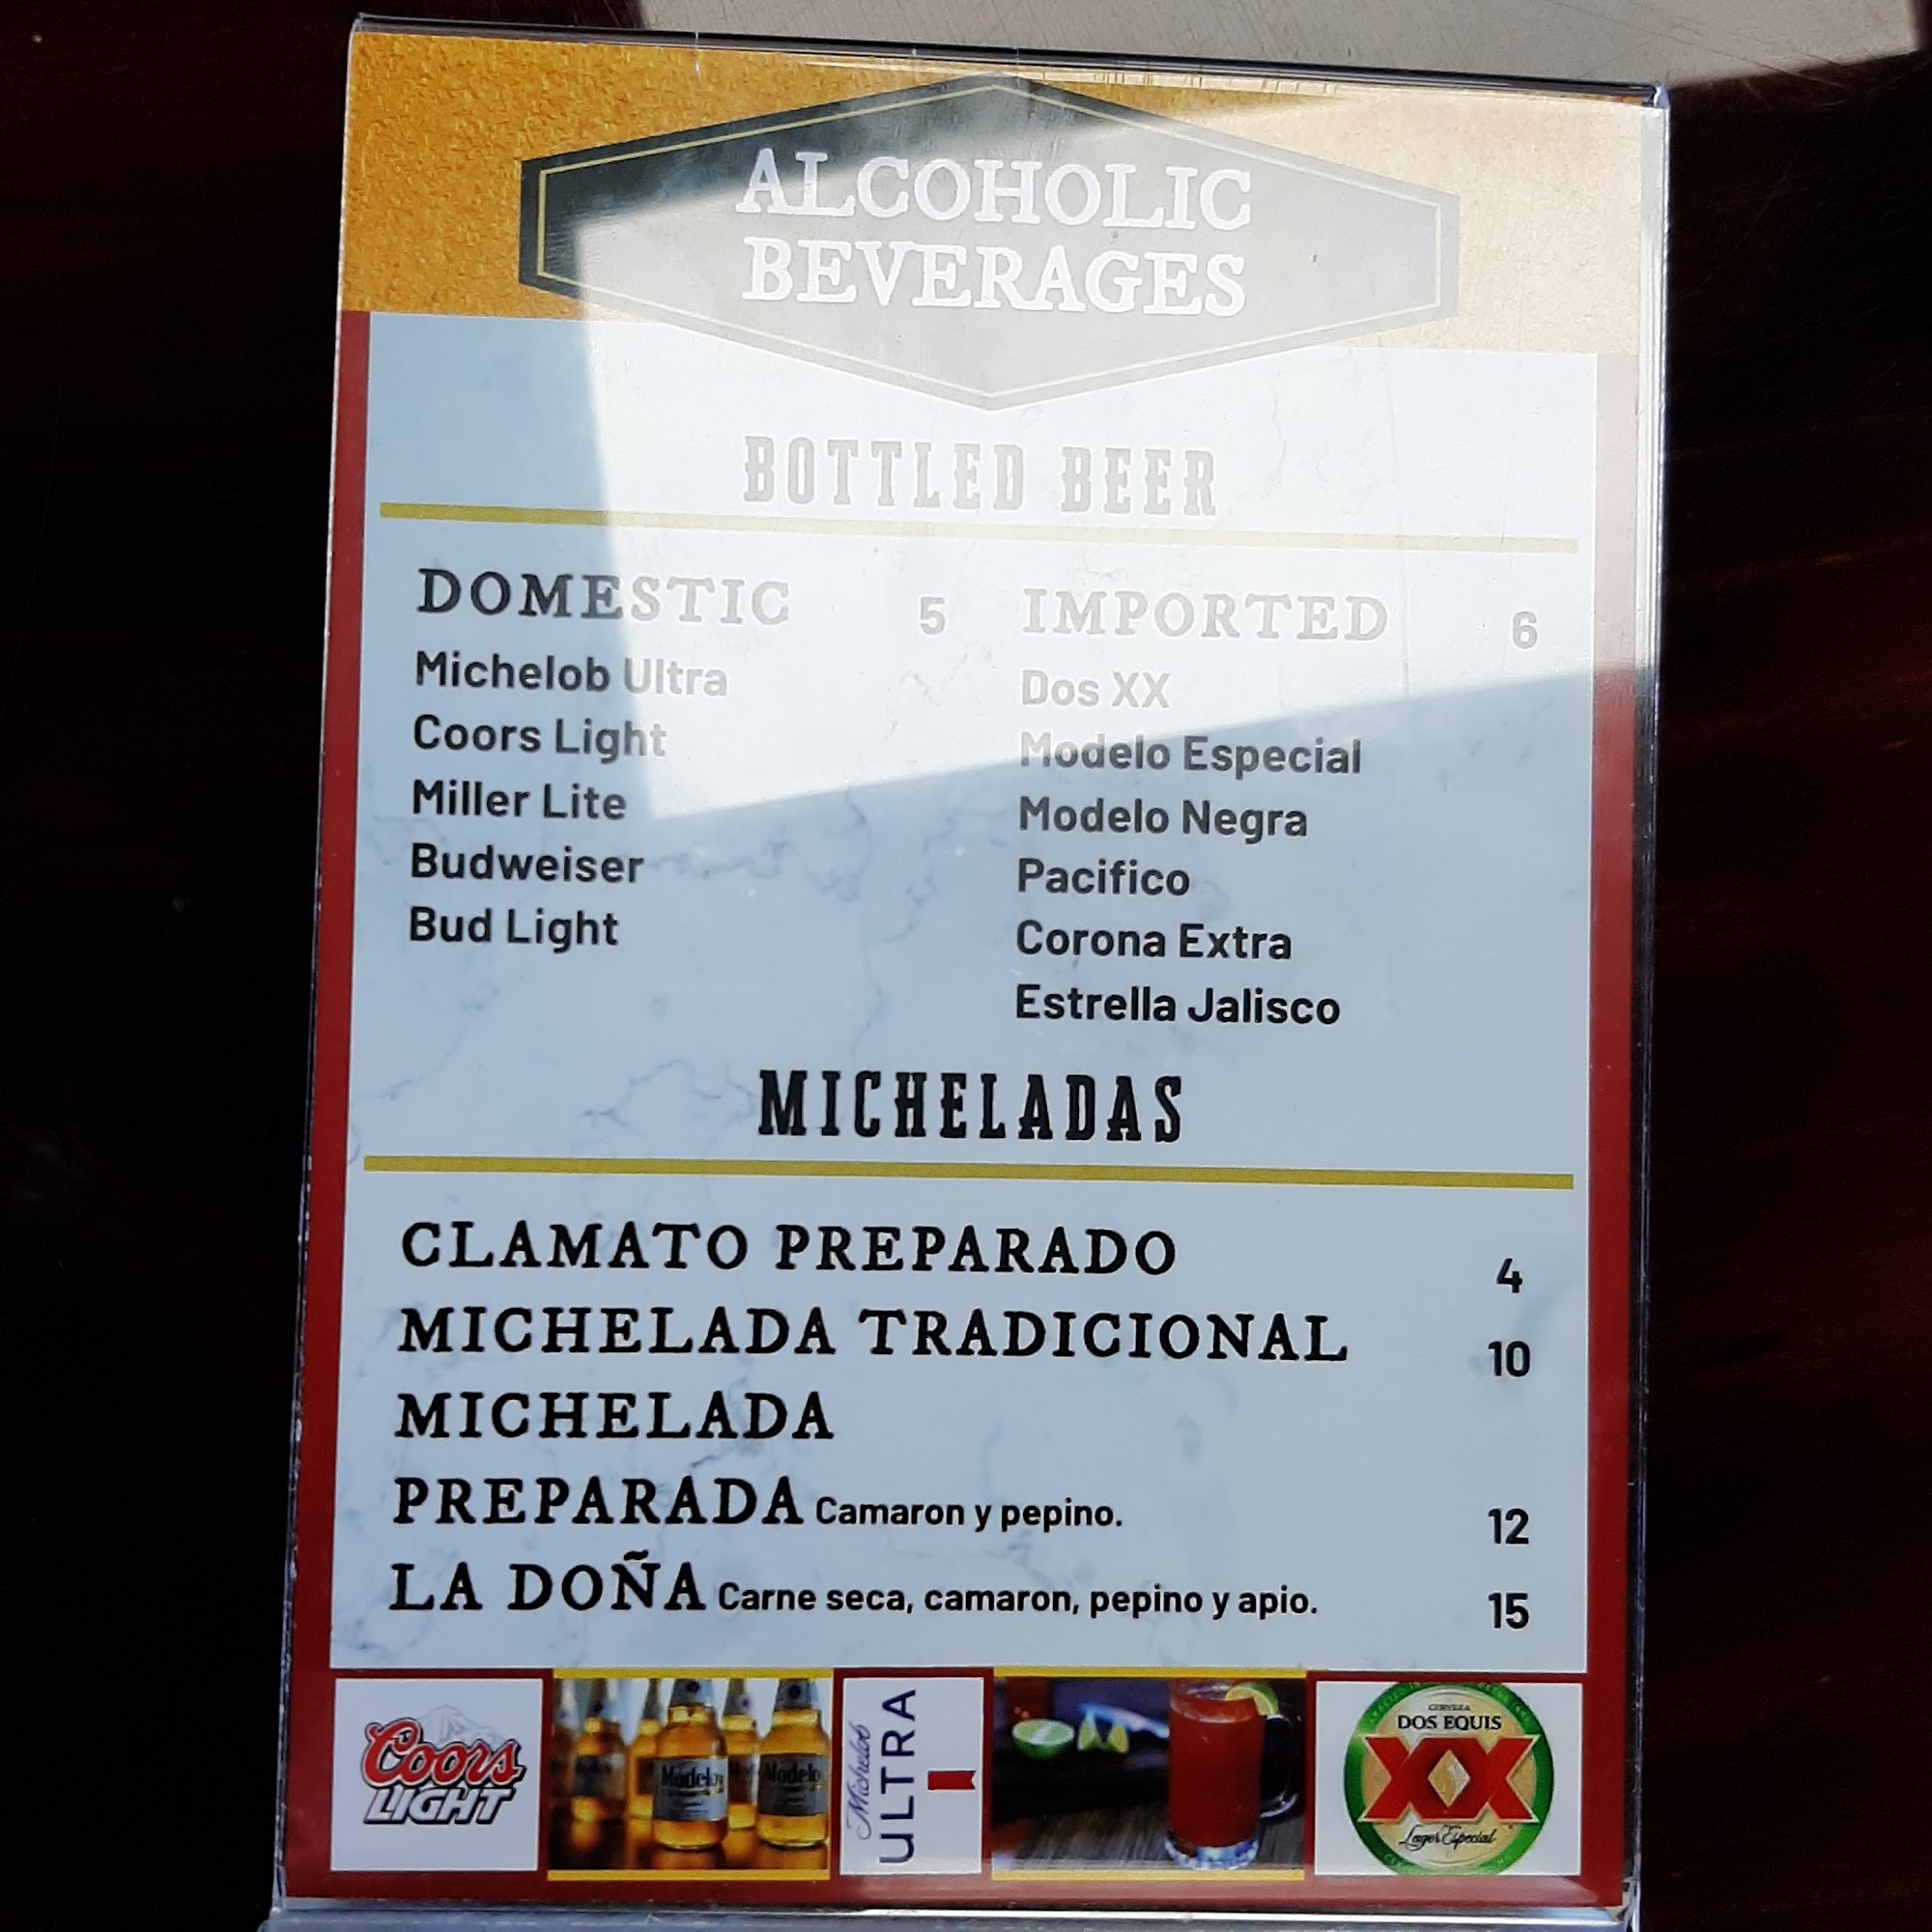 ALCOHOLIC
BEVERAGES
BOTTLED BEER
DOMESTIC 5
Michelob Ultra
Coors Light
Miller Lite
Budweiser
Bud Light
IMPORTED 6
Dos XX
Modelo Especial
Modelo Negra
Pacifico
Corona Extra
Estrella Jalisco
MICHELADAS
CLAMATO PREPARADO 4
MICHELADA TRADICIONAL 10
MICHELADA
PREPARADA Camaron y pepino. 12
LA DOÑA Carne seca, camaron, pepino y apio. 15
Coors
LIGHT
Modelo
Modelo
Michelob
ULTRA
CERVEZA
DOS EQUIS
XX
Lager Especial